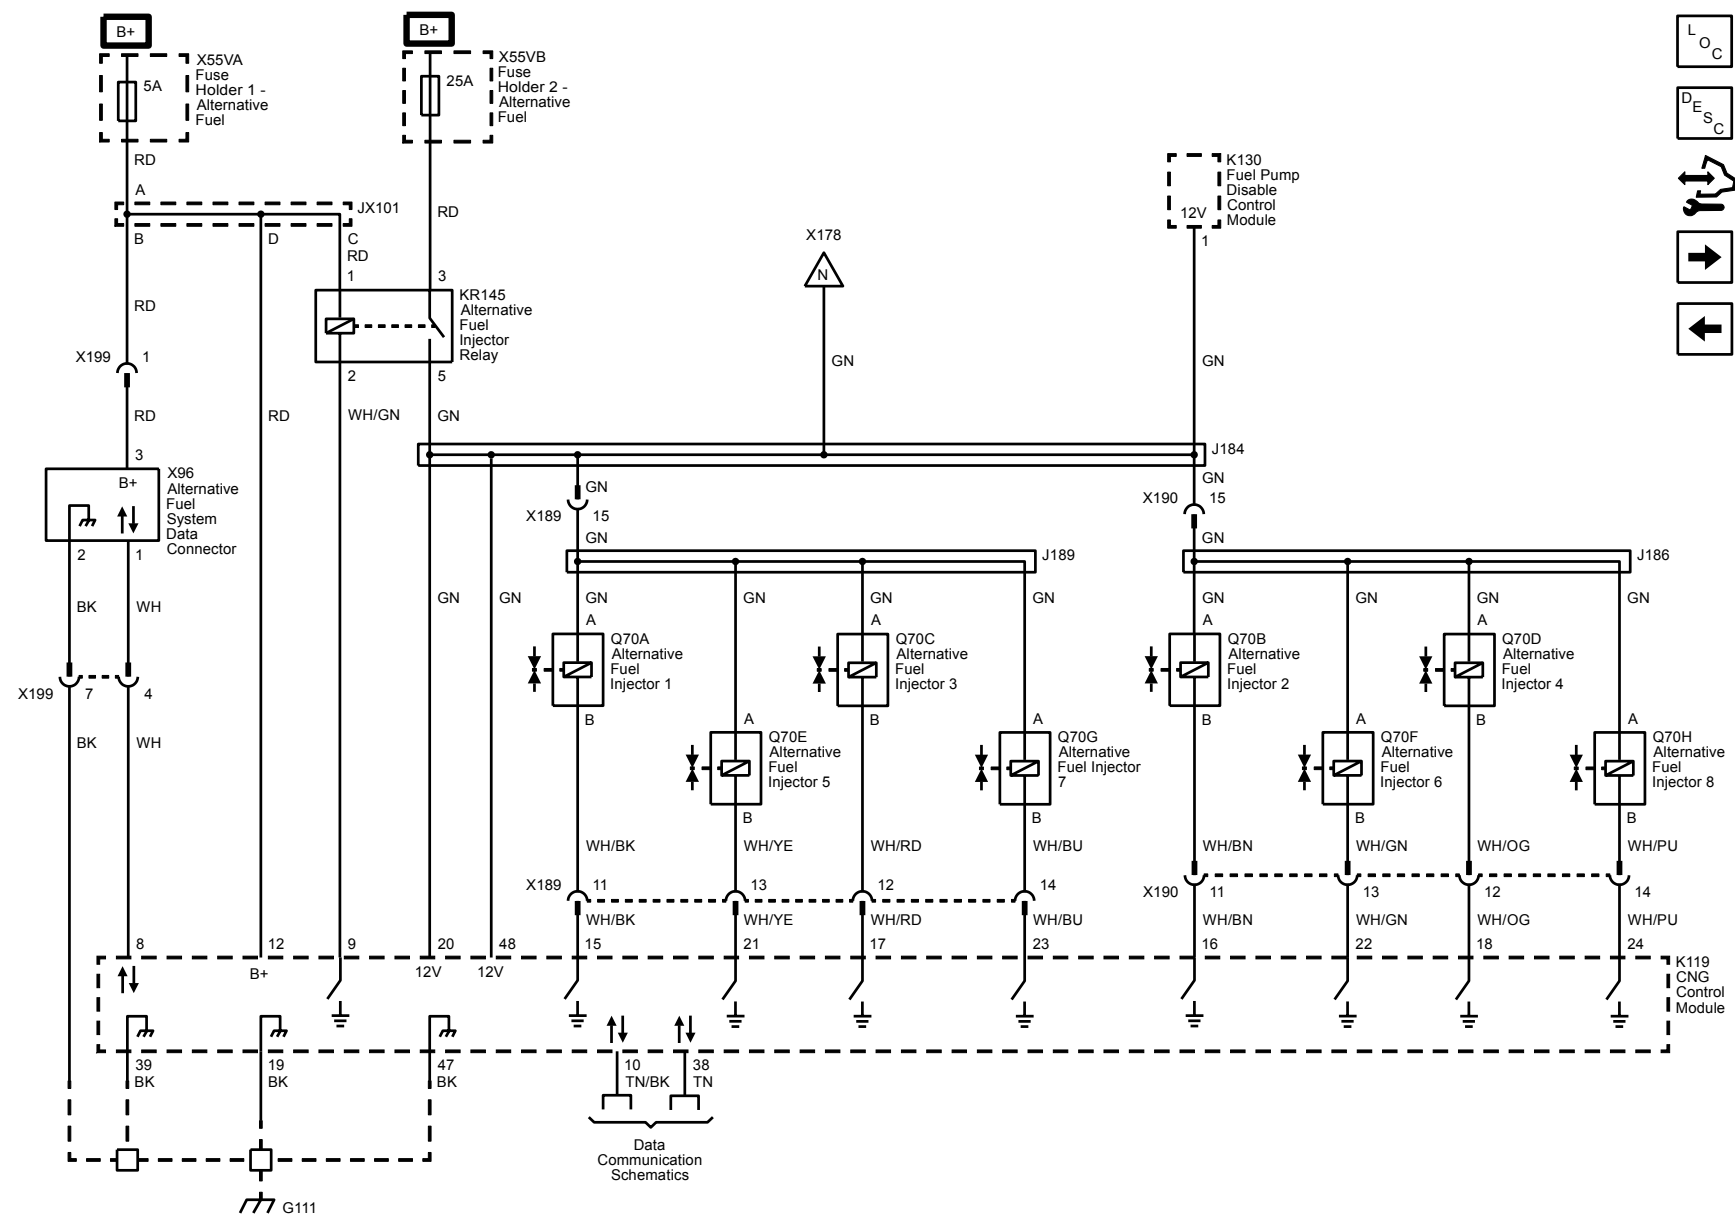 B+
B+
X55VA
Fuse
Holder 1 -
Alternative
Fuel
5A
X55VB
Fuse
Holder 2 -
Alternative
Fuel
25A
L O C
D E S C
RD
A
JX101
RD
B
D
C
RD
1
3
K130
Fuel Pump
Disable
Control
Module
12V
1
X178
N
RD
KR145
Alternative
Fuel
Injector
Relay
X199
1
2
5
GN
GN
RD
RD
WH/GN
GN
3
J184
X96
Alternative
Fuel
System
Data
Connector
B+
2
1
GN
X189
15
GN
J189
GN
X190
15
GN
J186
BK
WH
GN
GN
GN
GN
GN
GN
GN
GN
GN
GN
A
Q70A
Alternative
Fuel
Injector 1
B
A
Q70C
Alternative
Fuel
Injector 3
B
A
Q70B
Alternative
Fuel
Injector 2
B
A
Q70D
Alternative
Fuel
Injector 4
B
X199
7
4
BK
WH
A
Q70E
Alternative
Fuel
Injector 5
B
A
Q70G
Alternative
Fuel Injector
7
B
A
Q70F
Alternative
Fuel
Injector 6
B
A
Q70H
Alternative
Fuel
Injector 8
B
WH/BK
WH/YE
WH/RD
WH/BU
WH/BN
WH/GN
WH/OG
WH/PU
X189
11
13
12
14
X190
11
13
12
14
WH/BK
WH/YE
WH/RD
WH/BU
WH/BN
WH/GN
WH/OG
WH/PU
8
12
9
20
48
15
21
17
23
16
22
18
24
B+
12V
12V
K119
CNG
Control
Module
39
BK
19
BK
47
BK
10
TN/BK
38
TN
Data
Communication
Schematics
G111